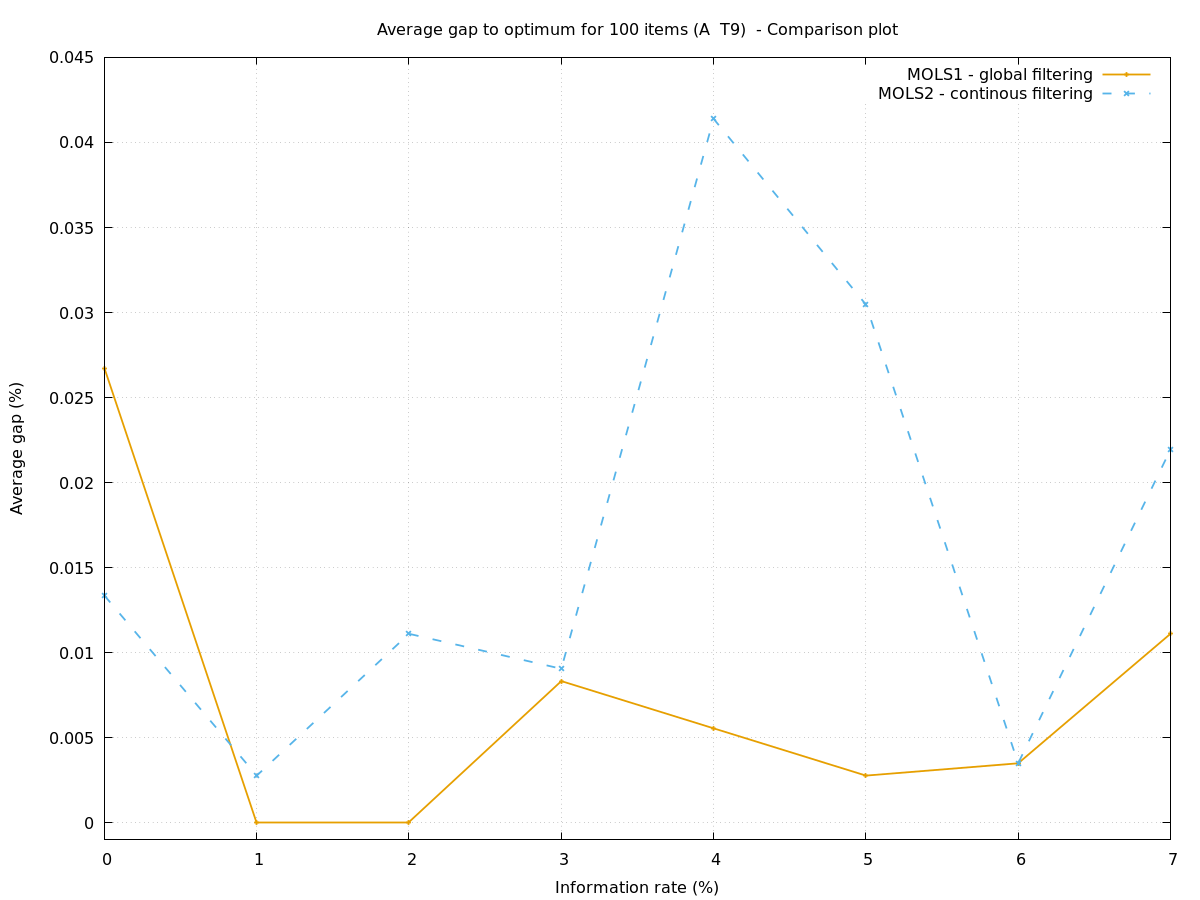 Average gap to optimum for 100 items (A  T9)  - Comparison plot
0.045
MOLS1 - global filtering
MOLS2 - continous filtering
0.04
0.035
0.03
0.025
0.02
0.015
0.01
0.005
0
Average gap (%)
0 1 2 3 4 5 6 7
Information rate (%)